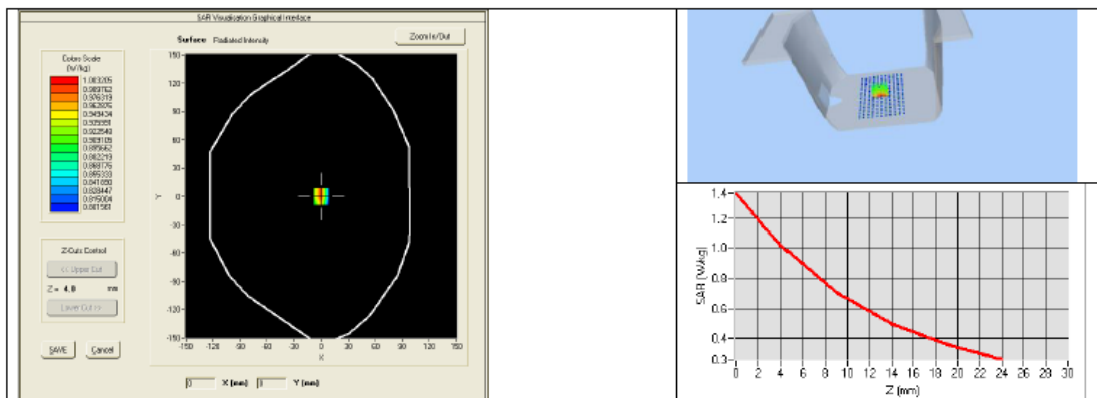 SAR Visualisation Graphical Interface
Surface Radiated Intensity
Zoom In/Out
Colors Scale
(W/kg)
1.003205
0.989762
0.976319
0.962876
0.949434
0.935991
0.922548
0.909105
0.895662
0.882219
0.868776
0.855333
0.841890
0.828447
0.815004
0.801561
150
120
90
60
30
0
-30
-60
-90
-120
-150
Y
-150 -120 -90 -60 -30 0 30 60 90 120 150
X
Z-Cuts Control
<< Upper Cut
Z = 4.0 mm
Lower Cut >>
SAVE Cancel
0 X (mm) 0 Y (mm)
SAR (W/kg)
1.4
1.2
1.0
0.8
0.6
0.4
0.3
0 2 4 6 8 10 12 14 16 18 20 22 24 26 28 30
Z (mm)